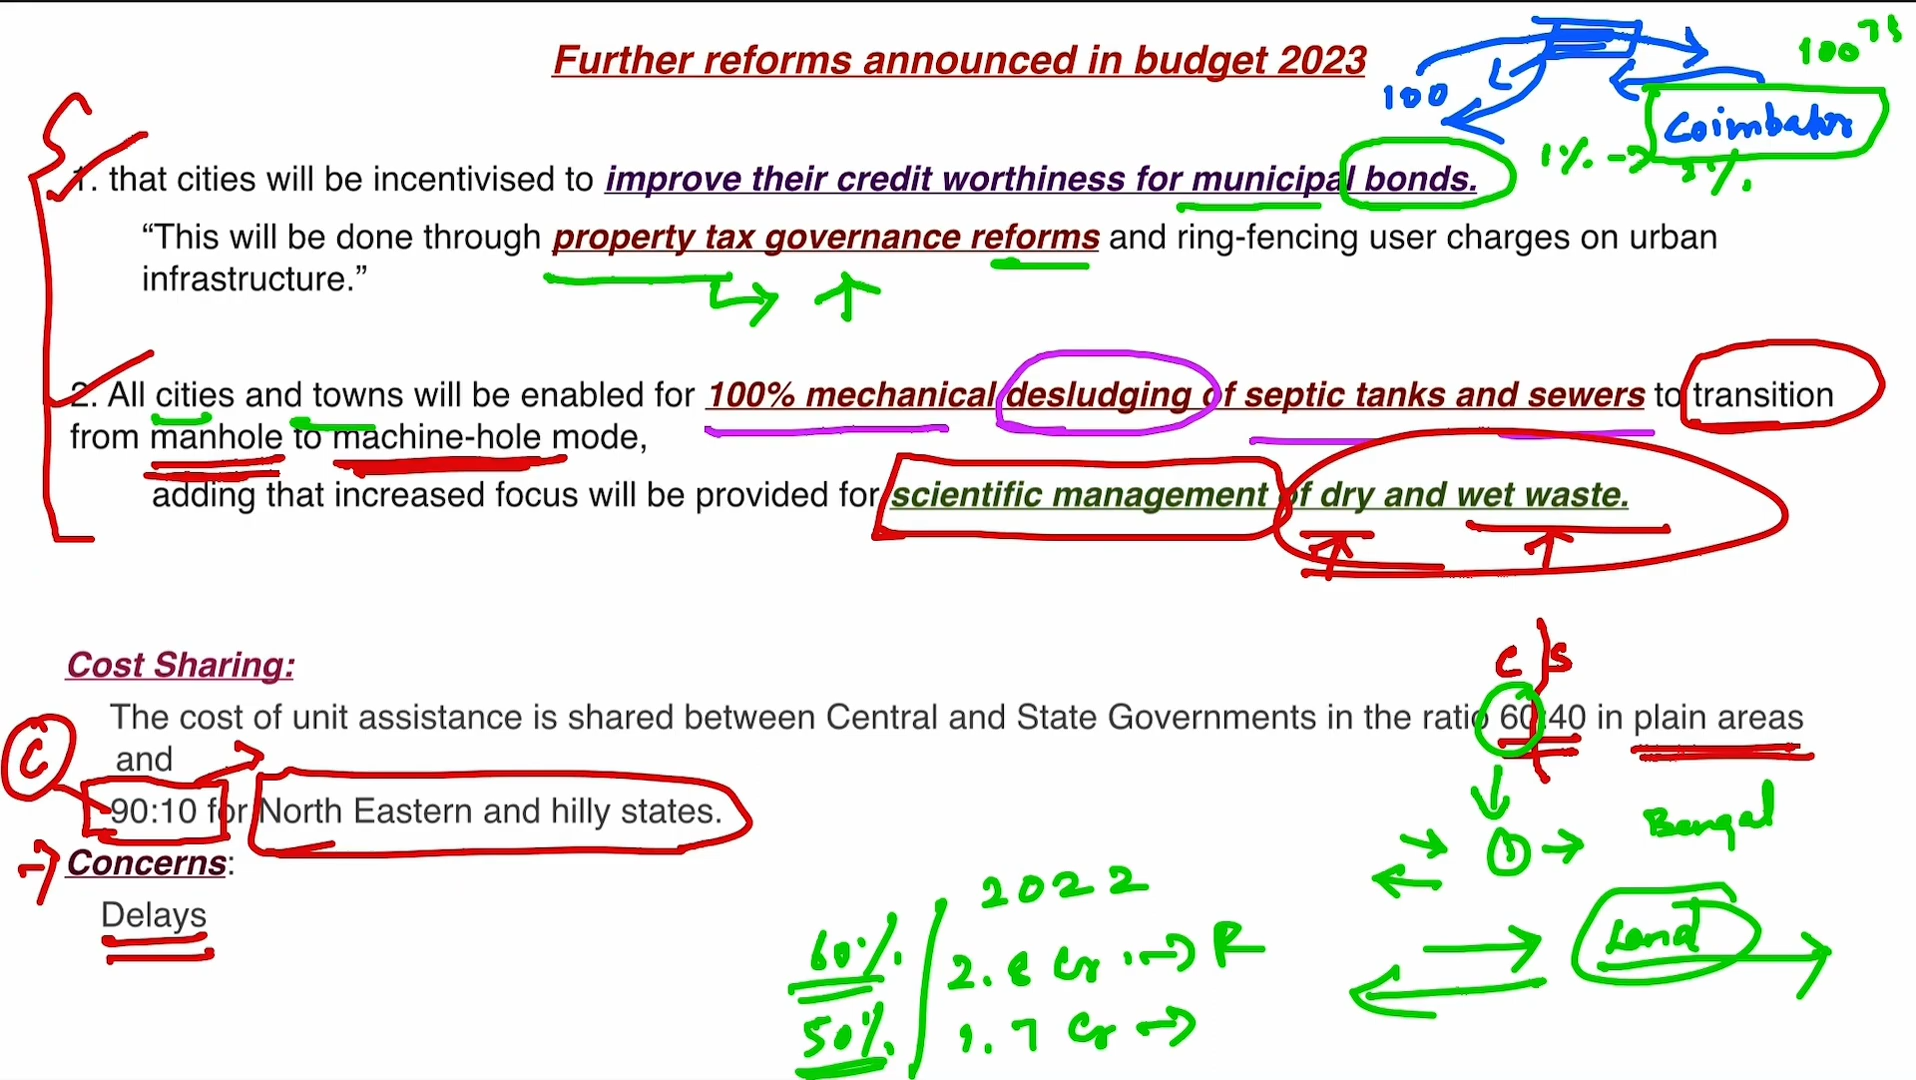 Further reforms announced in budget 2023
100
Coimbator
1% → 3%.
1. that cities will be incentivised to improve their credit worthiness for municipal bonds.
“This will be done through property tax governance reforms and ring-fencing user charges on urban
infrastructure.”
2. All cities and towns will be enabled for 100% mechanical desludging of septic tanks and sewers to transition
from manhole to machine-hole mode,
adding that increased focus will be provided for scientific management of dry and wet waste.
C S
Cost Sharing:
The cost of unit assistance is shared between Central and State Governments in the ratio 60:40 in plain areas
and
C
90:10 for North Eastern and hilly states.
Bengal
Concerns:
Delays
2022
Land
60% 2.8 Cr → R
50% 1.7 Cr →